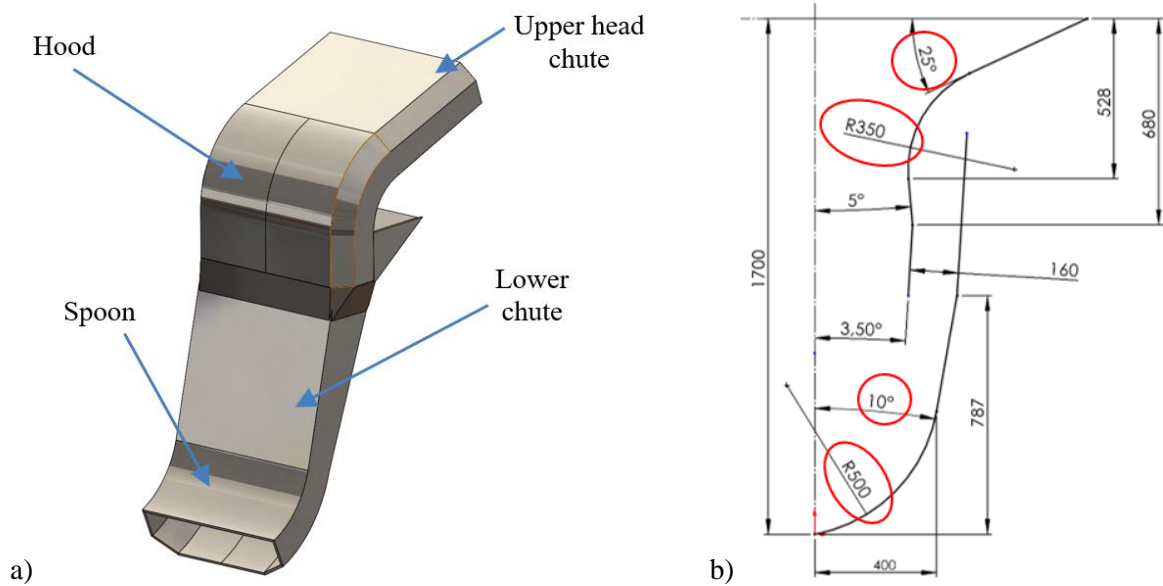 Hood
Upper head
chute
Spoon
Lower
chute
a)
25°
R350
5°
528
680
1700
160
3,50°
10°
787
R500
400
b)